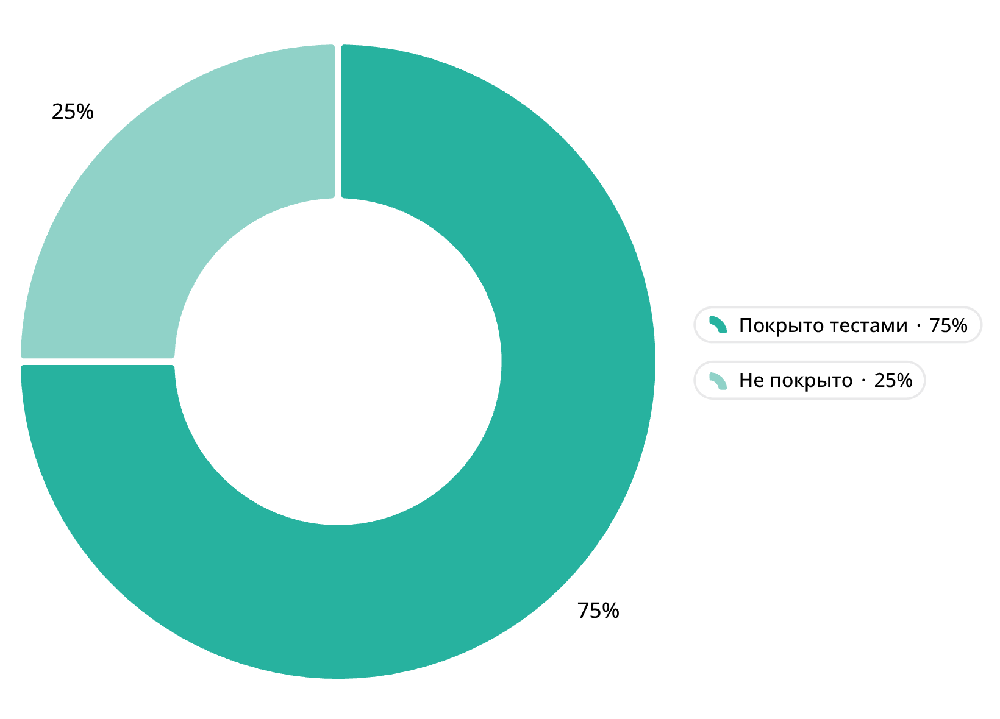 25%
Покрыто тестами · 75%
Не покрыто · 25%
75%